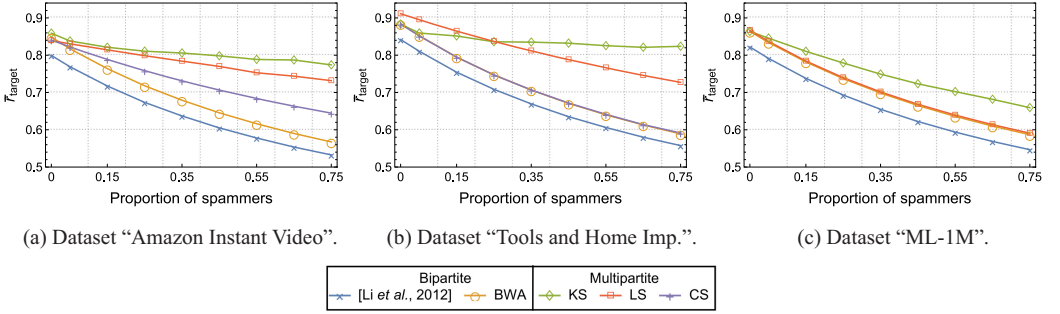 0.9
0.8
0.7
0.6
0.5
r̄target
0 0.15 0.35 0.55 0.75
Proportion of spammers
(a) Dataset “Amazon Instant Video”.
0.9
0.8
0.7
0.6
0.5
r̄target
0 0.15 0.35 0.55 0.75
Proportion of spammers
(b) Dataset “Tools and Home Imp.”.
0.9
0.8
0.7
0.6
0.5
r̄target
0 0.15 0.35 0.55 0.75
Proportion of spammers
(c) Dataset “ML-1M”.
Bipartite Multipartite
[Li et al., 2012] BWA KS LS CS